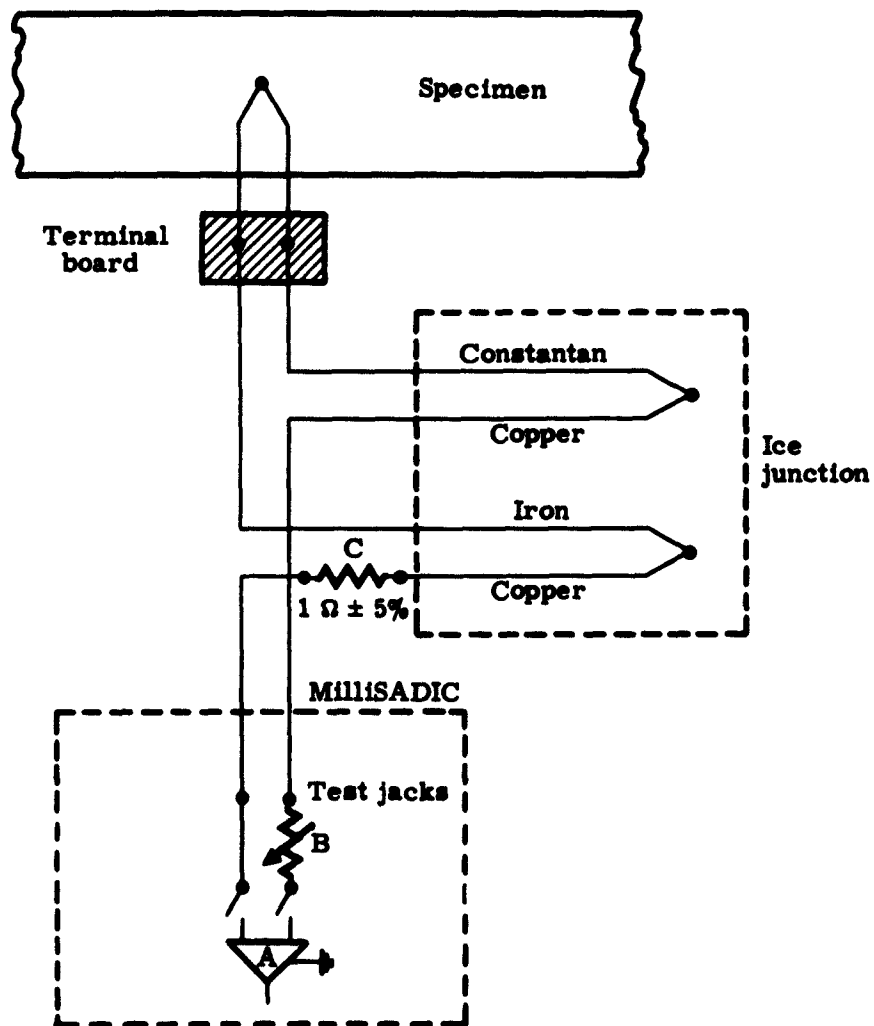 Specimen
Terminal
board
Constantan
Copper
Ice
junction
Iron
C
Copper
1 Ω ± 5%
MilliSADIC
Test jacks
B
A